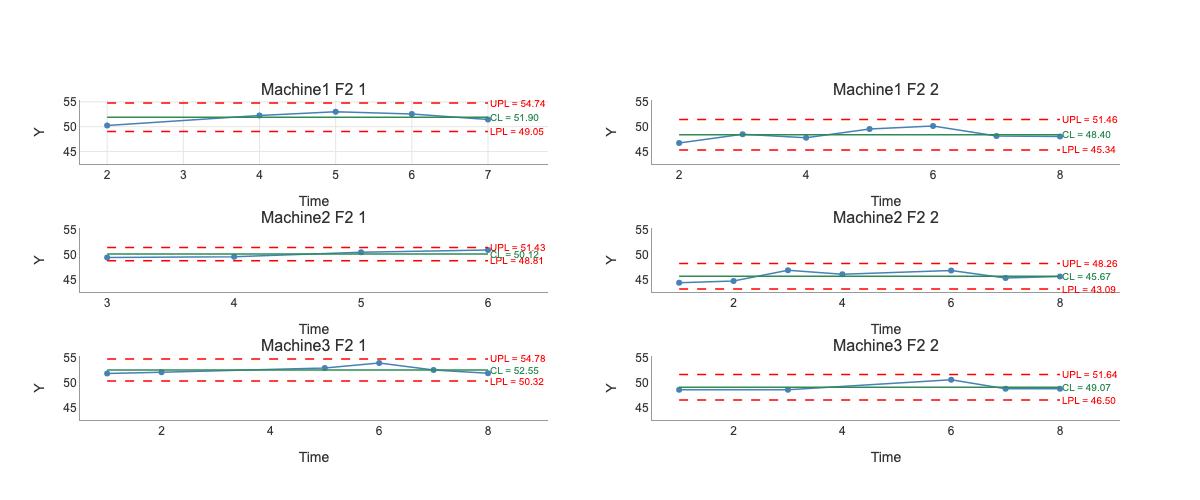 Machine1 F2 1
55
50
45
Y
UPL = 54.74
CL = 51.90
LPL = 49.05
2 3 4 5 6 7
Time
Machine1 F2 2
55
50
45
Y
UPL = 51.46
CL = 48.40
LPL = 45.34
2 4 6 8
Time
Machine2 F2 1
55
50
45
Y
UPL = 51.43
CL = 50.12
LPL = 48.81
3 4 5 6
Time
Machine2 F2 2
55
50
45
Y
UPL = 48.26
CL = 45.67
LPL = 43.09
2 4 6 8
Time
Machine3 F2 1
55
50
45
Y
UPL = 54.78
CL = 52.55
LPL = 50.32
2 4 6 8
Time
Machine3 F2 2
55
50
45
Y
UPL = 51.64
CL = 49.07
LPL = 46.50
2 4 6 8
Time